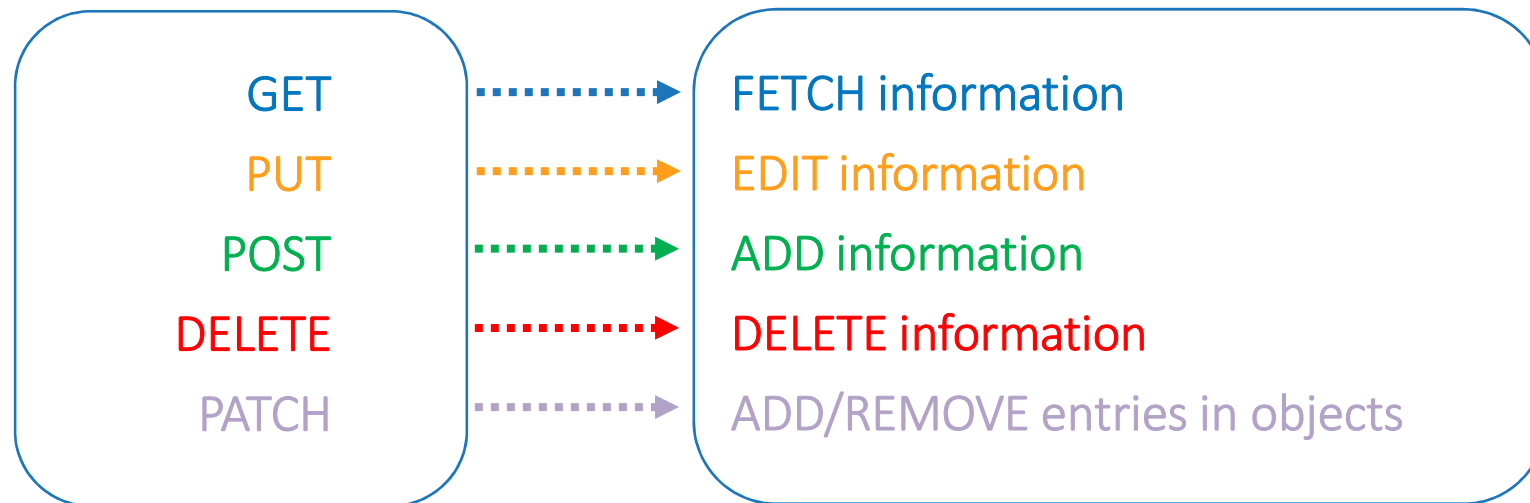 GET FETCH information
PUT EDIT information
POST ADD information
DELETE DELETE information
PATCH ADD/REMOVE entries in objects